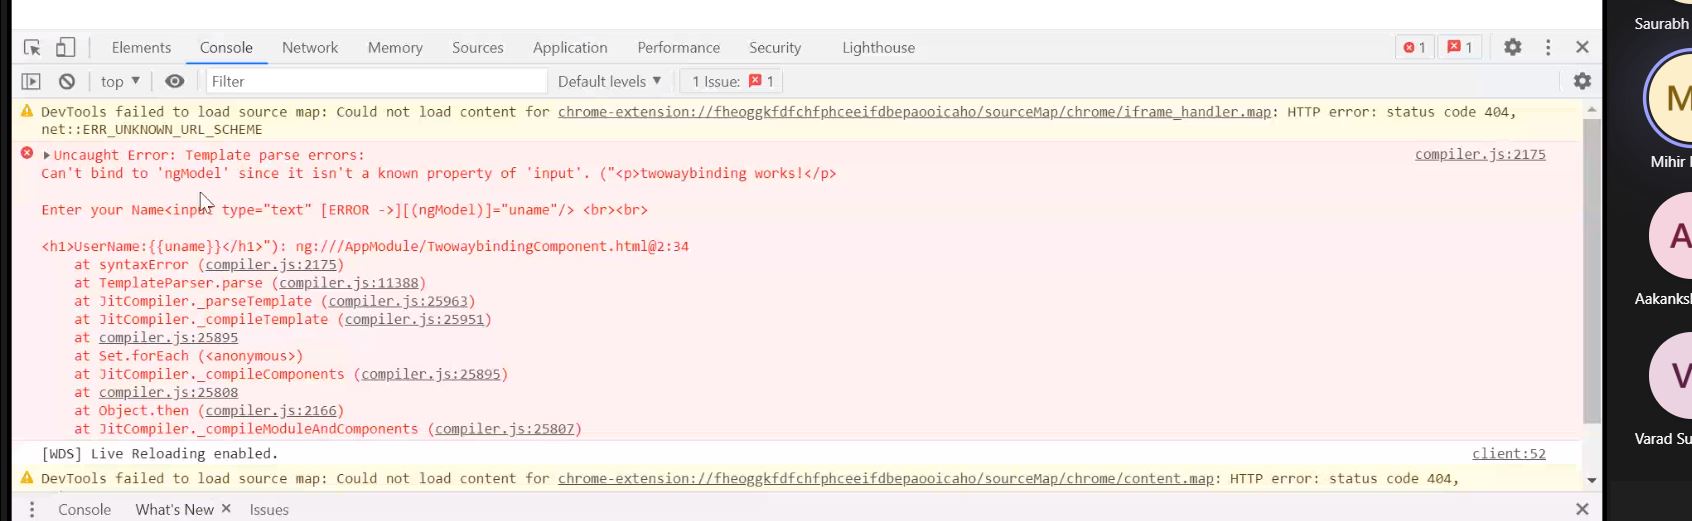 Saurabh
Elements Console Network Memory Sources Application Performance Security Lighthouse 1 1
top Filter Default levels 1 Issue: 1
DevTools failed to load source map: Could not load content for chrome-extension://fheoggkfdfchfphceeifdbepaooicaho/sourceMap/chrome/iframe_handler.map: HTTP error: status code 404,
net::ERR_UNKNOWN_URL_SCHEME
M
Uncaught Error: Template parse errors: compiler.js:2175
Mihir
Can't bind to 'ngModel' since it isn't a known property of 'input'. ("<p>twowaybinding works!</p>
Enter your Name<input type="text" [ERROR ->][(ngModel)]="uname"/> <br><br>
A
<h1>UserName:{{uname}}</h1>"): ng:///AppModule/TwowaybindingComponent.html@2:34
at syntaxError (compiler.js:2175)
at TemplateParser.parse (compiler.js:11388)
Aakanksl
at JitCompiler._parseTemplate (compiler.js:25963)
at JitCompiler._compileTemplate (compiler.js:25951)
at compiler.js:25895
at Set.forEach (<anonymous>)
at JitCompiler._compileComponents (compiler.js:25895)
V
at compiler.js:25808
at Object.then (compiler.js:2166)
at JitCompiler._compileModuleAndComponents (compiler.js:25807)
Varad Su
[WDS] Live Reloading enabled. client:52
DevTools failed to load source map: Could not load content for chrome-extension://fheoggkfdfchfphceeifdbepaooicaho/sourceMap/chrome/content.map: HTTP error: status code 404,
Console What's New Issues